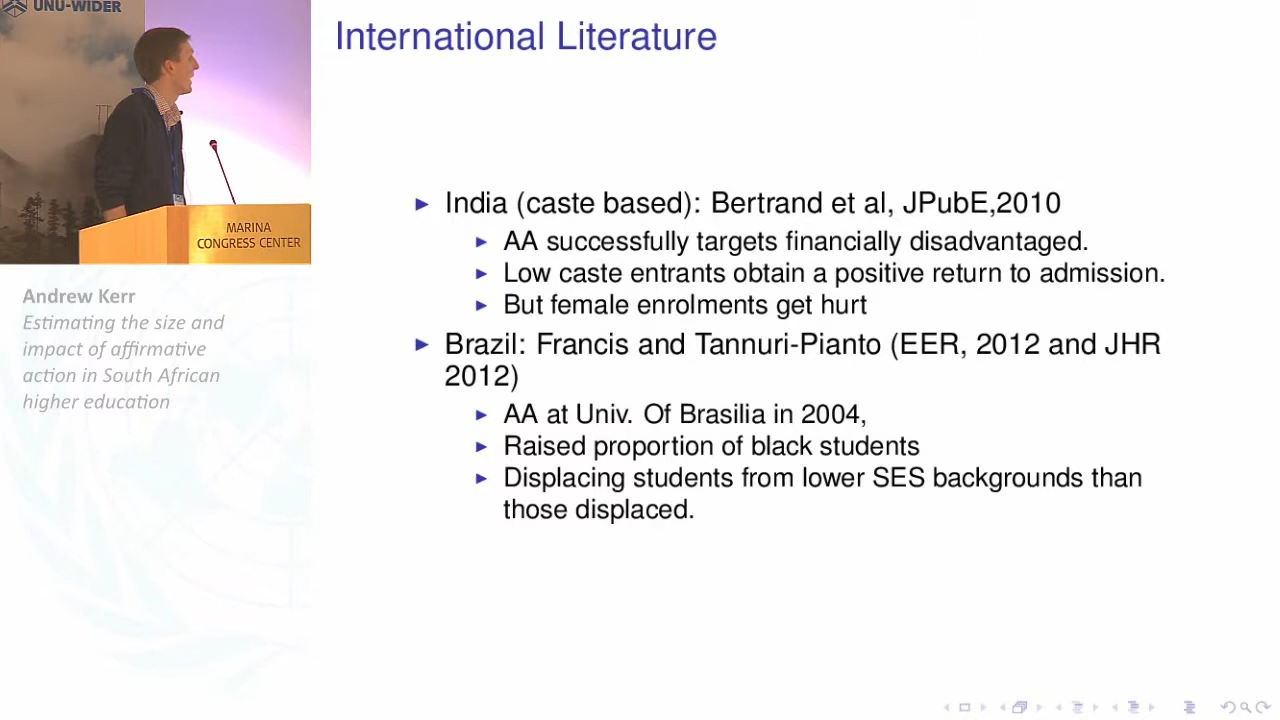 UNU-WIDER
MARINA
CONGRESS CENTER
Andrew Kerr
Estimating the size and
impact of affirmative
action in South African
higher education
International Literature
India (caste based): Bertrand et al, JPubE,2010
AA successfully targets financially disadvantaged.
Low caste entrants obtain a positive return to admission.
But female enrolments get hurt
Brazil: Francis and Tannuri-Pianto (EER, 2012 and JHR
2012)
AA at Univ. Of Brasilia in 2004,
Raised proportion of black students
Displacing students from lower SES backgrounds than
those displaced.